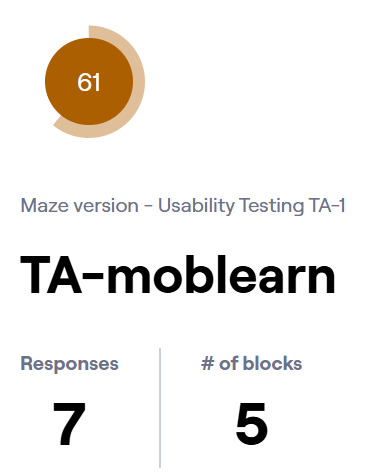 61
Maze version - Usability Testing TA-1
TA-moblearn
Responses
# of blocks
7
5